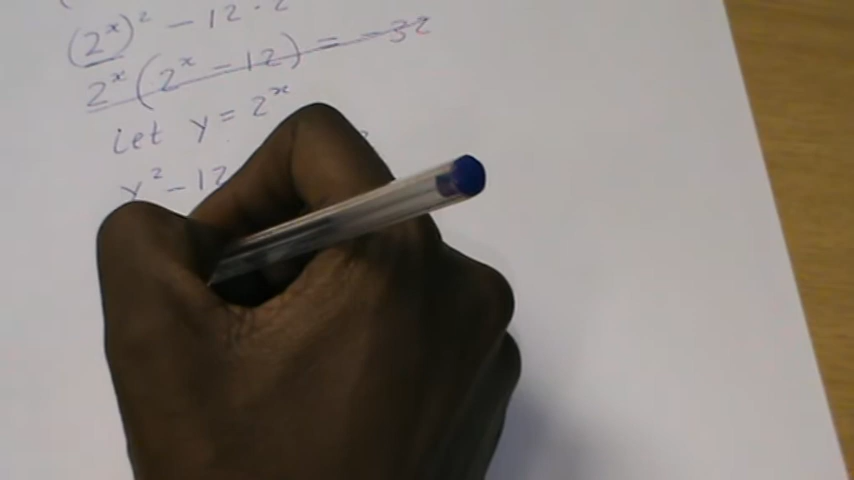 (2^x)^2 - 12 · 2
2^x (2^x - 12) = -32
Let y = 2^x
y^2 - 12